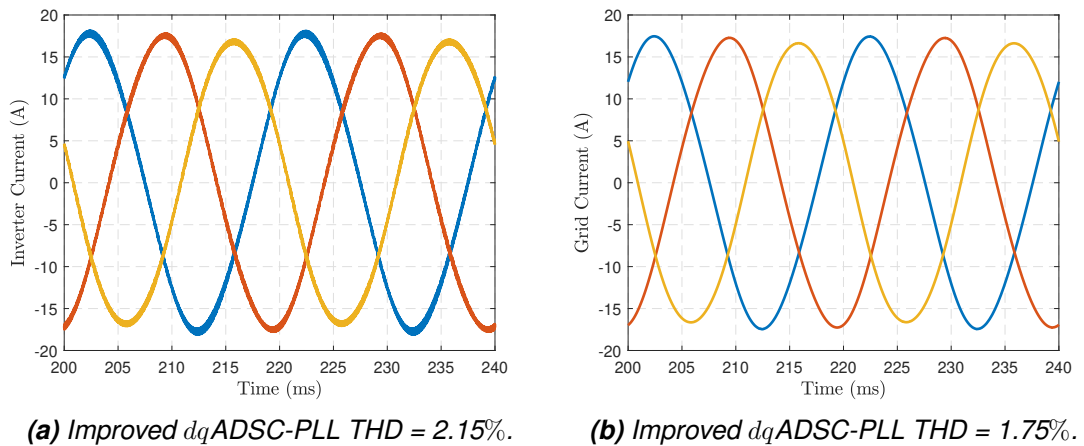 20
15
10
5
0
-5
-10
-15
-20
Inverter Current (A)
200 205 210 215 220 225 230 235 240
Time (ms)
(a) Improved dqADSC-PLL THD = 2.15%.
20
15
10
5
0
-5
-10
-15
-20
Grid Current (A)
200 205 210 215 220 225 230 235 240
Time (ms)
(b) Improved dqADSC-PLL THD = 1.75%.